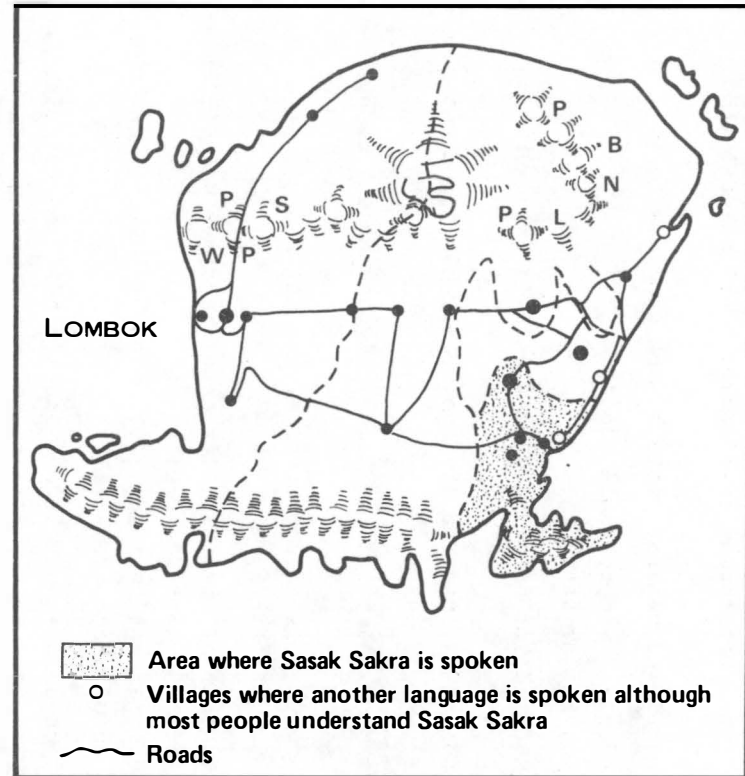 P
B
N
P
S
P
L
W
P
LOMBOK
Area where Sasak Sakra is spoken
Villages where another language is spoken although
most people understand Sasak Sakra
Roads